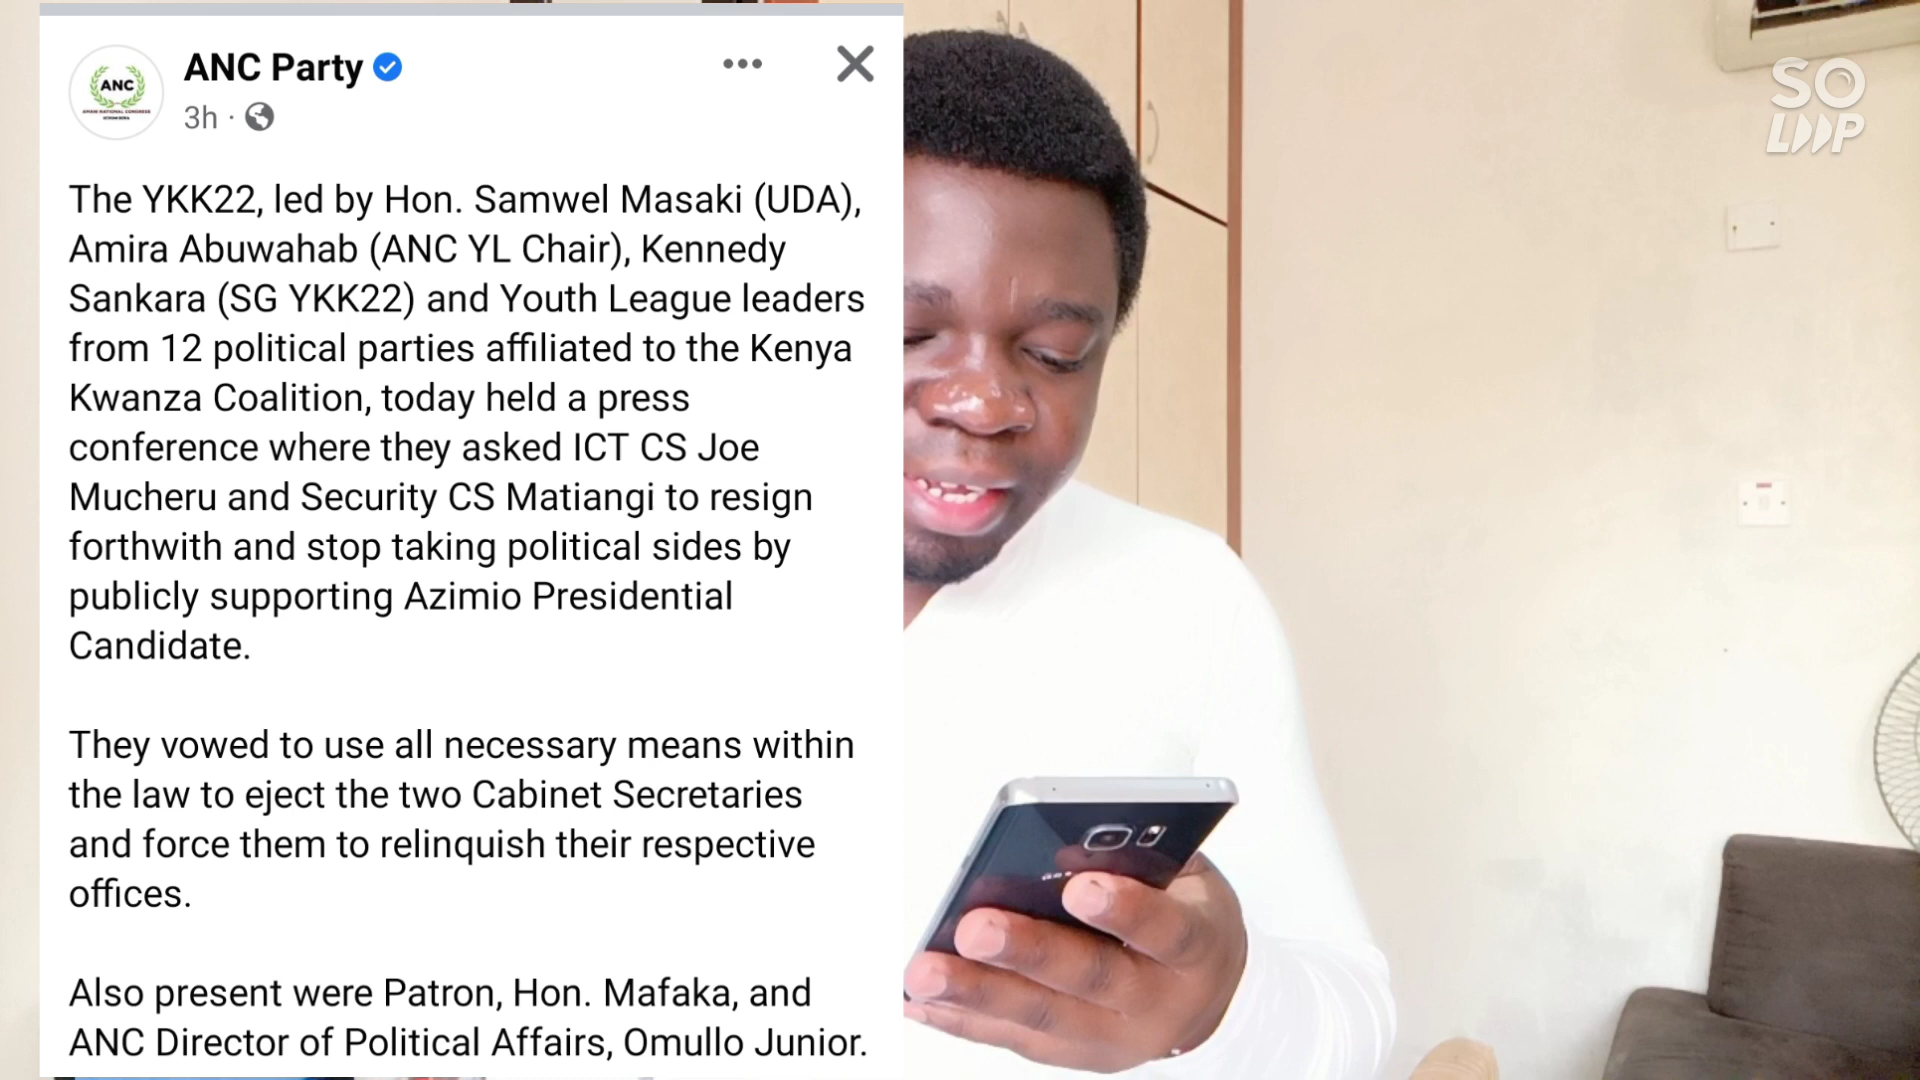 ANC Party
3h ·
ANC
The YKK22, led by Hon. Samwel Masaki (UDA),
Amira Abuwahab (ANC YL Chair), Kennedy
Sankara (SG YKK22) and Youth League leaders
from 12 political parties affiliated to the Kenya
Kwanza Coalition, today held a press
conference where they asked ICT CS Joe
Mucheru and Security CS Matiangi to resign
forthwith and stop taking political sides by
publicly supporting Azimio Presidential
Candidate.
They vowed to use all necessary means within
the law to eject the two Cabinet Secretaries
and force them to relinquish their respective
offices.
Also present were Patron, Hon. Mafaka, and
ANC Director of Political Affairs, Omullo Junior.
SO
LOOP